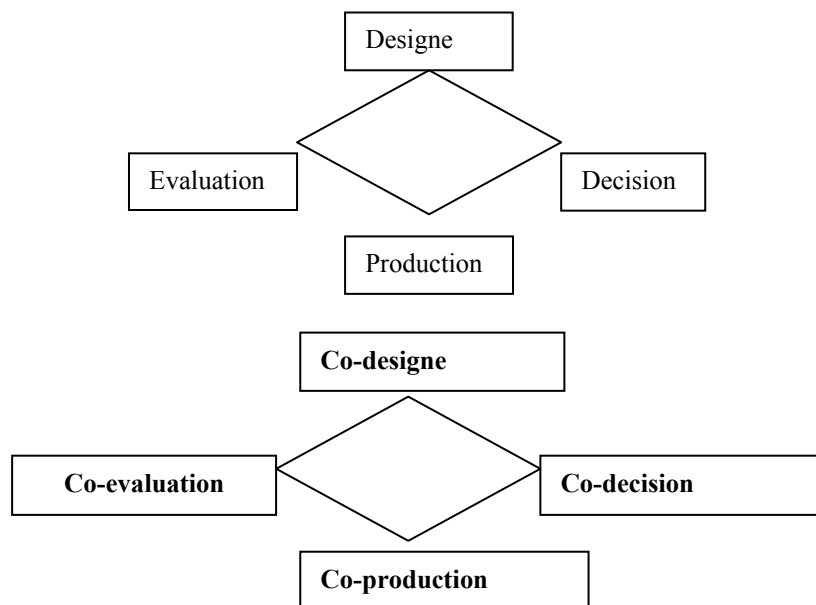 Designe
Evaluation
Decision
Production
Co-designe
Co-evaluation
Co-decision
Co-production